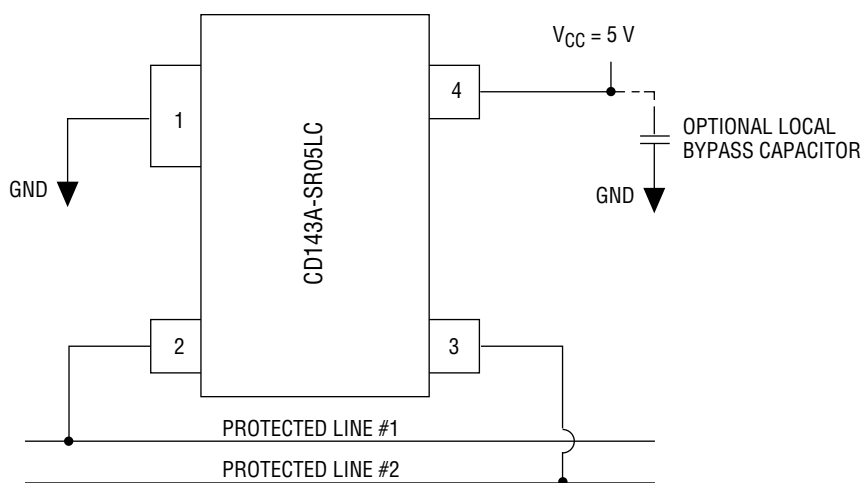 V_CC = 5 V
4
1
OPTIONAL LOCAL
BYPASS CAPACITOR
CD143A-SR05LC
GND
GND
2
3
PROTECTED LINE #1
PROTECTED LINE #2